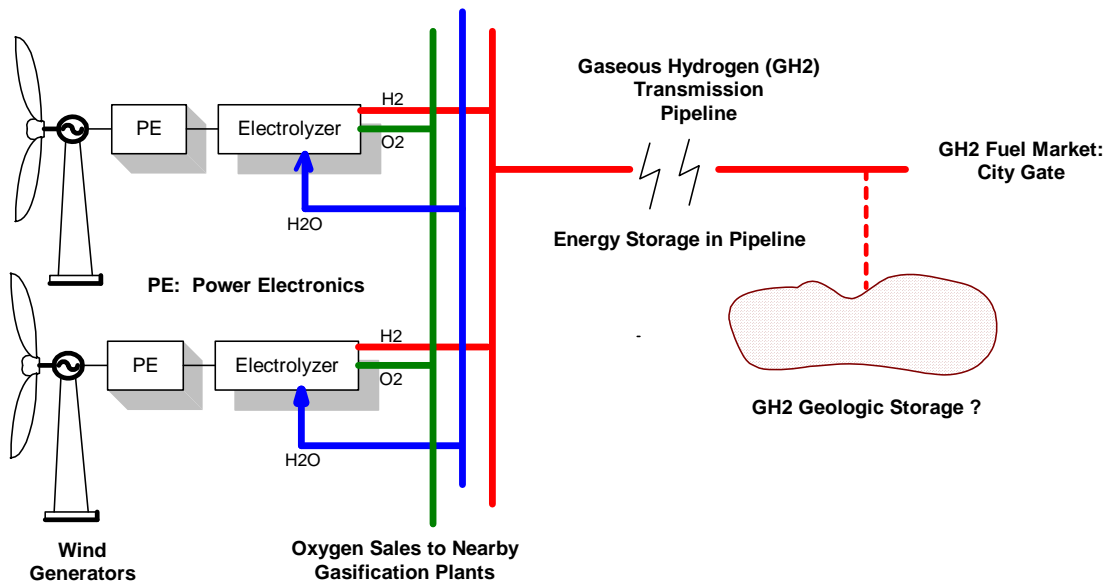 H2
PE
Electrolyzer
O2
H2O
Gaseous Hydrogen (GH2)
Transmission
Pipeline
GH2 Fuel Market:
City Gate
Energy Storage in Pipeline
PE:  Power Electronics
H2
PE
Electrolyzer
O2
H2O
-
GH2 Geologic Storage ?
Wind
Generators
Oxygen Sales to Nearby
Gasification Plants